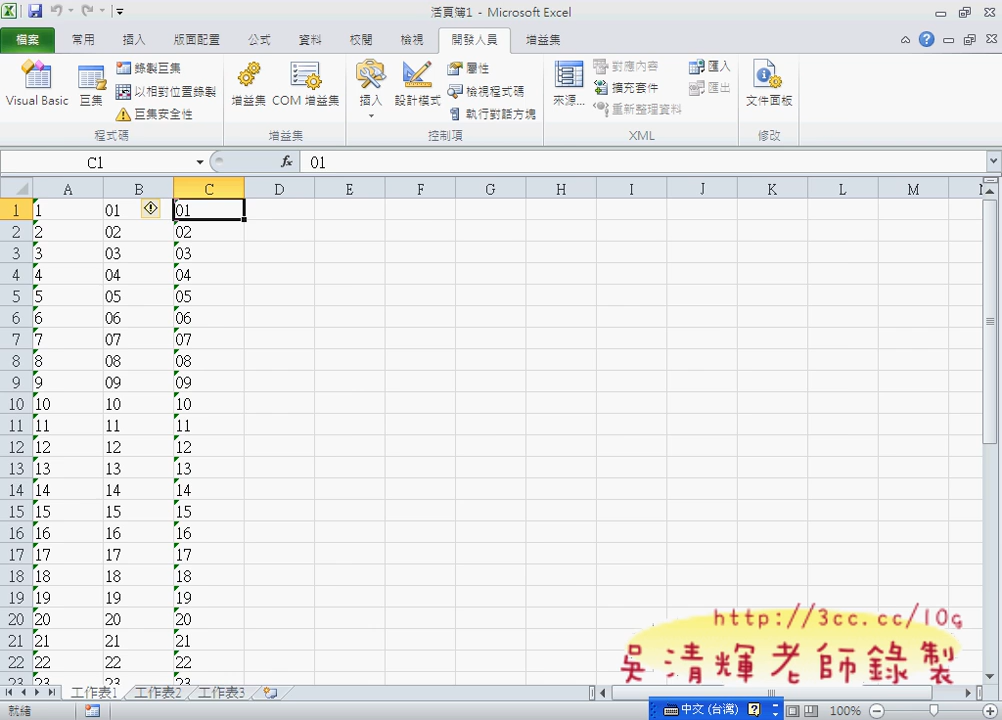 活頁簿1 - Microsoft Excel
檔案 常用 插入 版面配置 公式 資料 校閱 檢視 開發人員 增益集
Visual Basic 巨集 錄製巨集 以相對位置錄製 巨集安全性 程式碼
增益集 COM 增益集 增益集
插入 設計模式 屬性 檢視程式碼 執行對話方塊 控制項
來源... 對應內容 擴充套件 重新整理資料 匯入 匯出 XML
文件面板 修改
C1 fx 01
A B C D E F G H I J K L M N
1 1 01 01
2 2 02 02
3 3 03 03
4 4 04 04
5 5 05 05
6 6 06 06
7 7 07 07
8 8 08 08
9 9 09 09
10 10 10 10
11 11 11 11
12 12 12 12
13 13 13 13
14 14 14 14
15 15 15 15
16 16 16 16
17 17 17 17
18 18 18 18
19 19 19 19
20 20 20 20
21 21 21 21
22 22 22 22
23 23 23 23
http://3cc.cc/10g
吳清輝老師錄製
工作表1 工作表2 工作表3
就緒 中文 (台灣) 100%